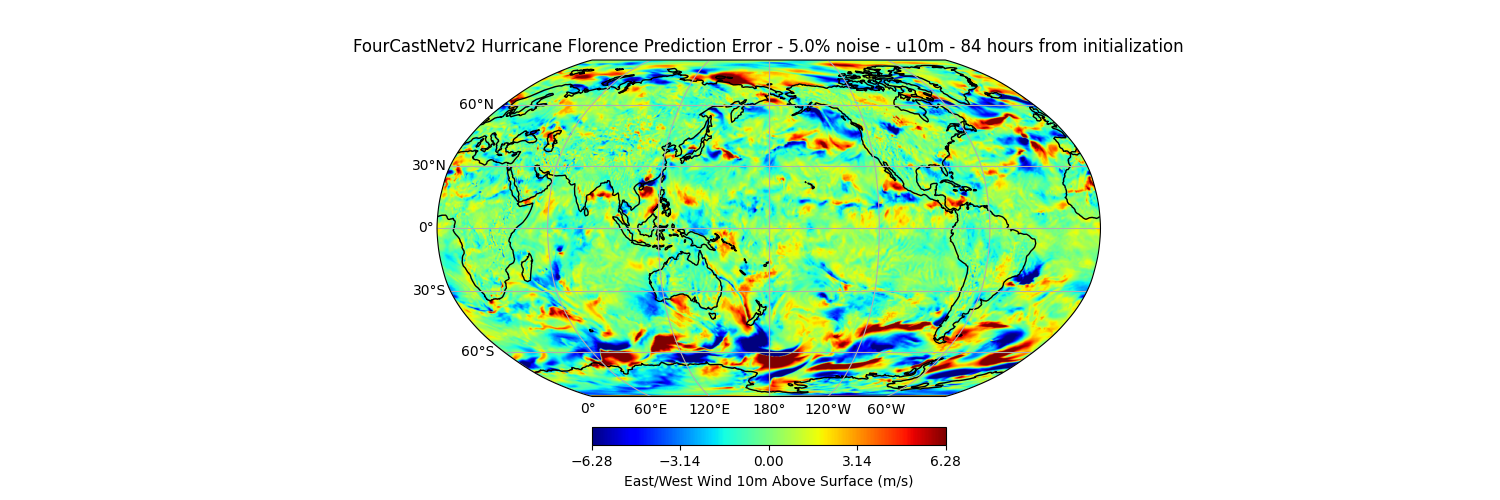 FourCastNetv2 Hurricane Florence Prediction Error - 5.0% noise - u10m - 84 hours from initialization
60°N
30°N
0°
30°S
60°S
0° 60°E 120°E 180° 120°W 60°W
−6.28 −3.14 0.00 3.14 6.28
East/West Wind 10m Above Surface (m/s)